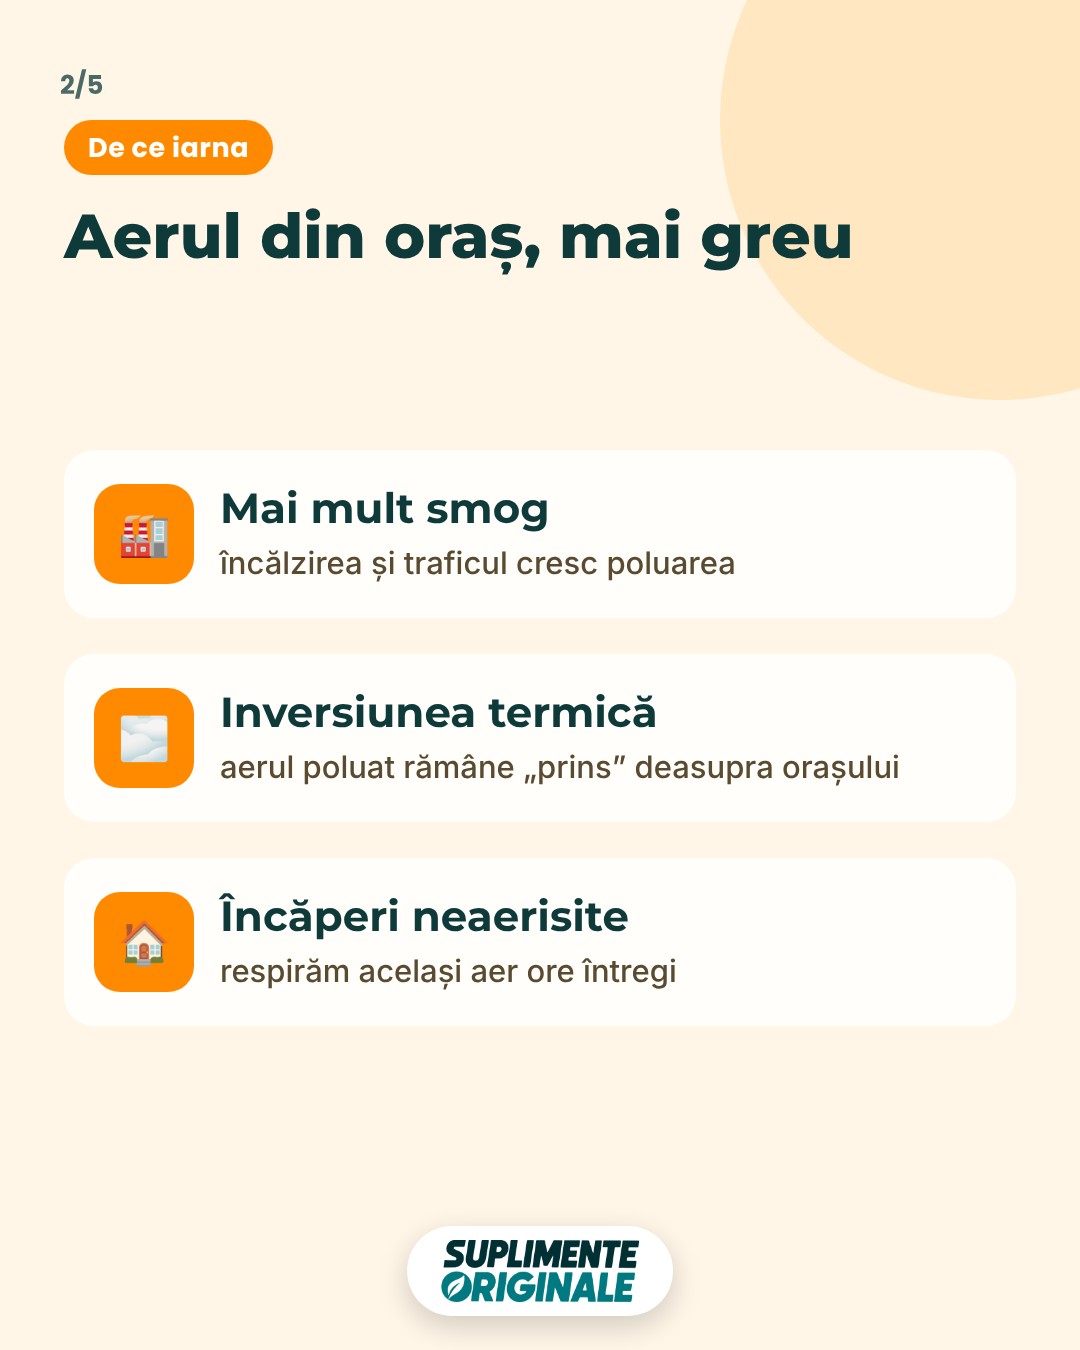 2/5
De ce iarna
Aerul din oraș, mai greu
Mai mult smog
încălzirea și traficul cresc poluarea
Inversiunea termică
aerul poluat rămâne „prins” deasupra orașului
Încăperi neaerisite
respirăm același aer ore întregi
SUPLIMENTE
ORIGINALE